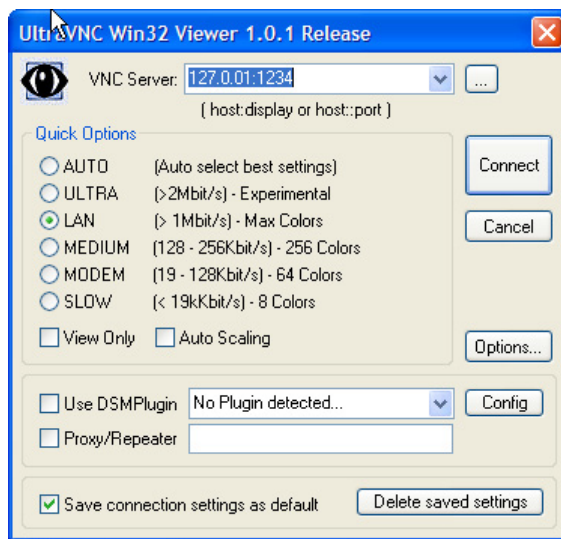 UltraVNC Win32 Viewer 1.0.1 Release
VNC Server: 127.0.01:1234 ...
( host:display or host::port )
Quick Options
AUTO (Auto select best settings)
ULTRA (>2Mbit/s) - Experimental
LAN (> 1Mbit/s) - Max Colors
MEDIUM (128 - 256Kbit/s) - 256 Colors
MODEM (19 - 128Kbit/s) - 64 Colors
SLOW (< 19kKbit/s) - 8 Colors
View Only Auto Scaling
Connect
Cancel
Options...
Use DSMPlugin No Plugin detected... Config
Proxy/Repeater
Save connection settings as default Delete saved settings